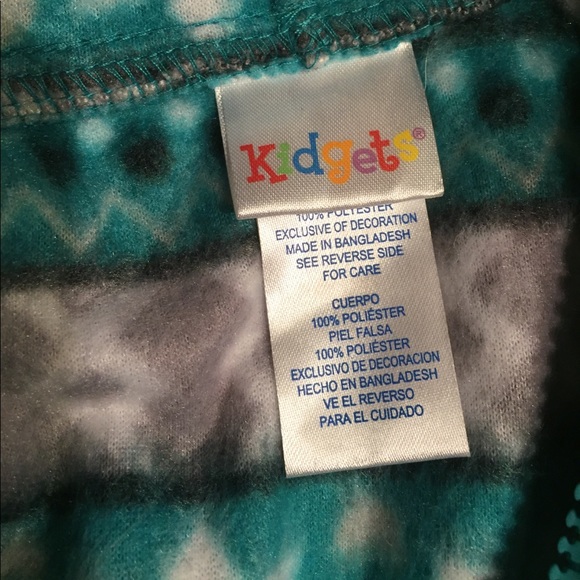 Kidgets®
100% POLYESTER
EXCLUSIVE OF DECORATION
MADE IN BANGLADESH
SEE REVERSE SIDE
FOR CARE
CUERPO
100% POLIÉSTER
PIEL FALSA
100% POLIÉSTER
EXCLUSIVO DE DECORACION
HECHO EN BANGLADESH
VE EL REVERSO
PARA EL CUIDADO